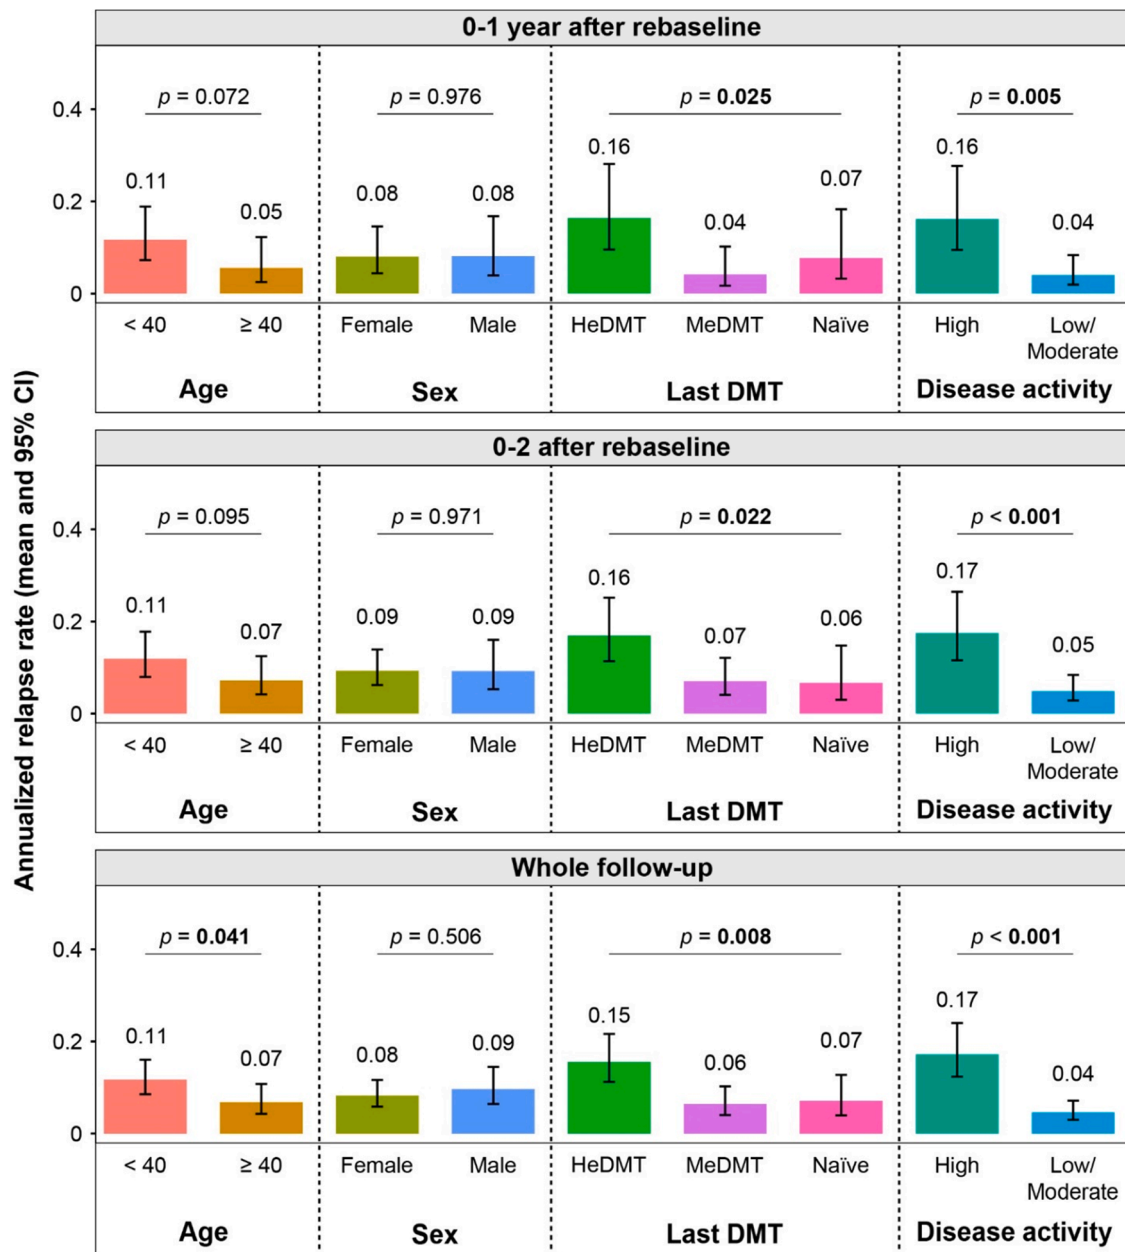 Annualized relapse rate (mean and 95% CI)
0-1 year after rebaseline
p = 0.072
p = 0.976
p = 0.025
p = 0.005
0.4
0.2
0
0.11
0.05
0.08
0.08
0.16
0.04
0.07
0.16
0.04
< 40
≥ 40
Female
Male
HeDMT
MeDMT
Naïve
High
Low/
Moderate
Age
Sex
Last DMT
Disease activity
0-2 after rebaseline
p = 0.095
p = 0.971
p = 0.022
p < 0.001
0.4
0.2
0
0.11
0.07
0.09
0.09
0.16
0.07
0.06
0.17
0.05
< 40
≥ 40
Female
Male
HeDMT
MeDMT
Naïve
High
Low/
Moderate
Age
Sex
Last DMT
Disease activity
Whole follow-up
p = 0.041
p = 0.506
p = 0.008
p < 0.001
0.4
0.2
0
0.11
0.07
0.08
0.09
0.15
0.06
0.07
0.17
0.04
< 40
≥ 40
Female
Male
HeDMT
MeDMT
Naïve
High
Low/
Moderate
Age
Sex
Last DMT
Disease activity